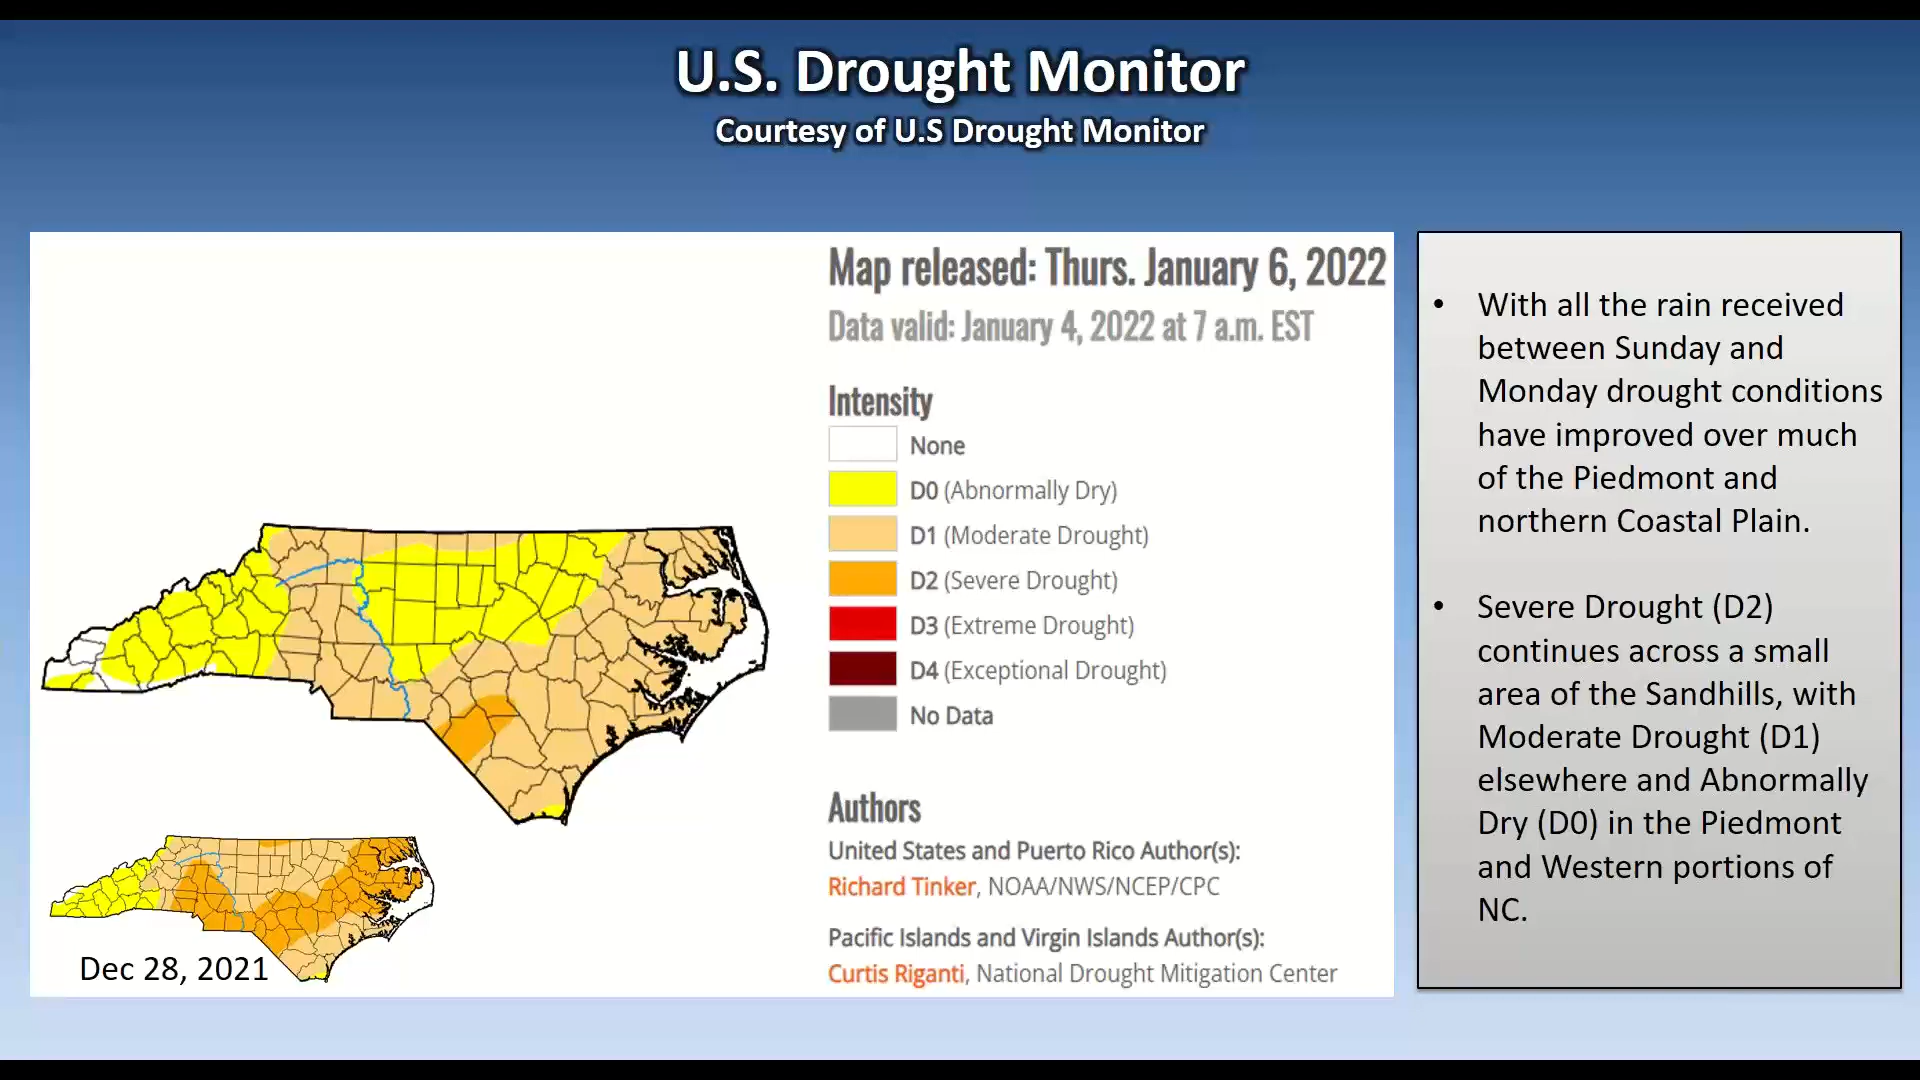 U.S. Drought Monitor
Courtesy of U.S Drought Monitor
Map released: Thurs. January 6, 2022
Data valid: January 4, 2022 at 7 a.m. EST
Intensity
None
D0 (Abnormally Dry)
D1 (Moderate Drought)
D2 (Severe Drought)
D3 (Extreme Drought)
D4 (Exceptional Drought)
No Data
Authors
United States and Puerto Rico Author(s):
Richard Tinker, NOAA/NWS/NCEP/CPC
Pacific Islands and Virgin Islands Author(s):
Curtis Riganti, National Drought Mitigation Center
Dec 28, 2021
• With all the rain received
between Sunday and
Monday drought conditions
have improved over much
of the Piedmont and
northern Coastal Plain.
• Severe Drought (D2)
continues across a small
area of the Sandhills, with
Moderate Drought (D1)
elsewhere and Abnormally
Dry (D0) in the Piedmont
and Western portions of
NC.